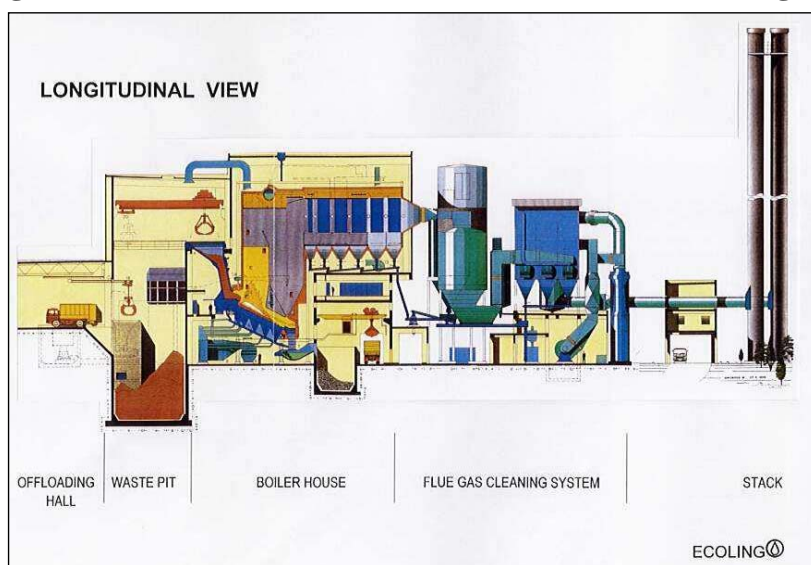 LONGITUDINAL VIEW
OFFLOADING HALL
WASTE PIT
BOILER HOUSE
FLUE GAS CLEANING SYSTEM
STACK
ECOLING